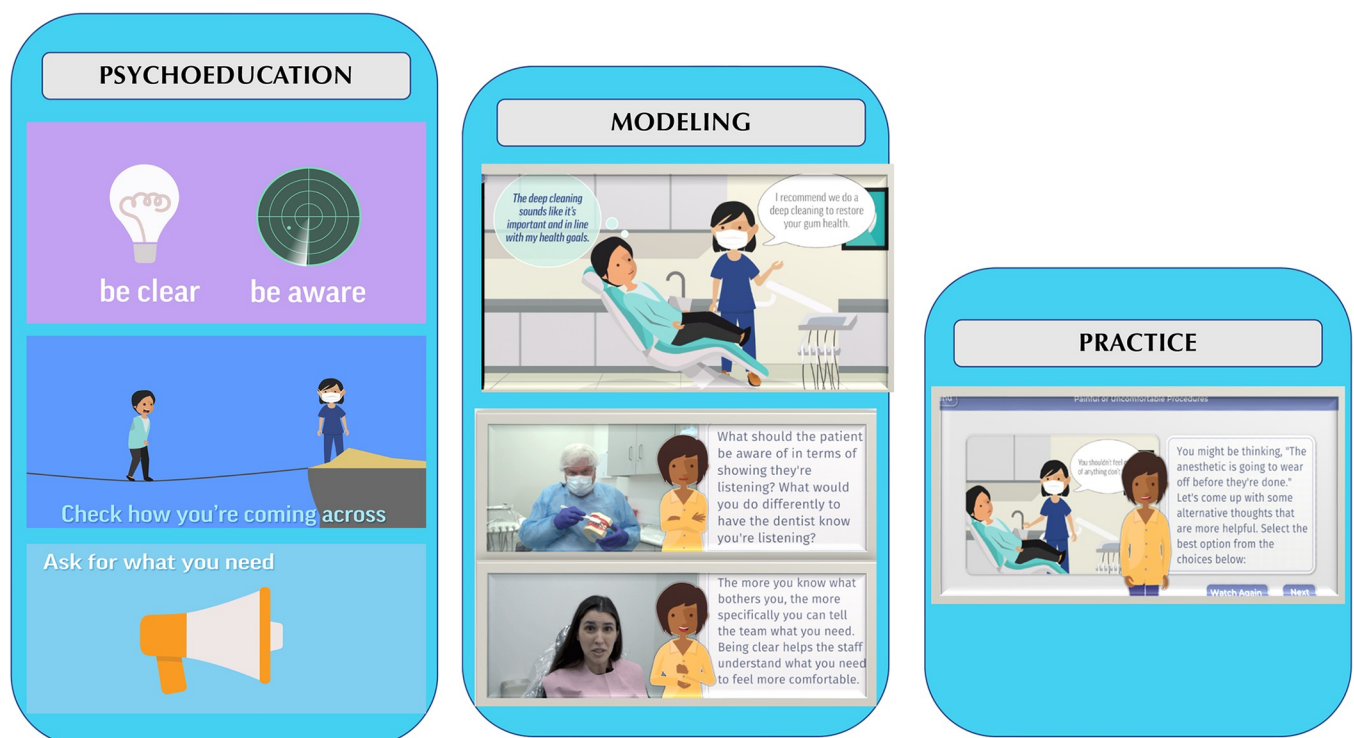 PSYCHOEDUCATION
be clear
be aware
Check how you're coming across
Ask for what you need
MODELING
The deep cleaning
sounds like it's
important and in line
with my health goals.
I recommend we do a
deep cleaning to restore
your gum health.
What should the patient
be aware of in terms of
showing they're
listening? What would
you do differently to
have the dentist know
you're listening?
The more you know what
bothers you, the more
specifically you can tell
the team what you need.
Being clear helps the staff
understand what you need
to feel more comfortable.
PRACTICE
Painful or Uncomfortable Procedures
You shouldn't feel
of anything don't
You might be thinking, "The
anesthetic is going to wear
off before they're done."
Let's come up with some
alternative thoughts that
are more helpful. Select the
best option from the
choices below:
Watch Again
Next